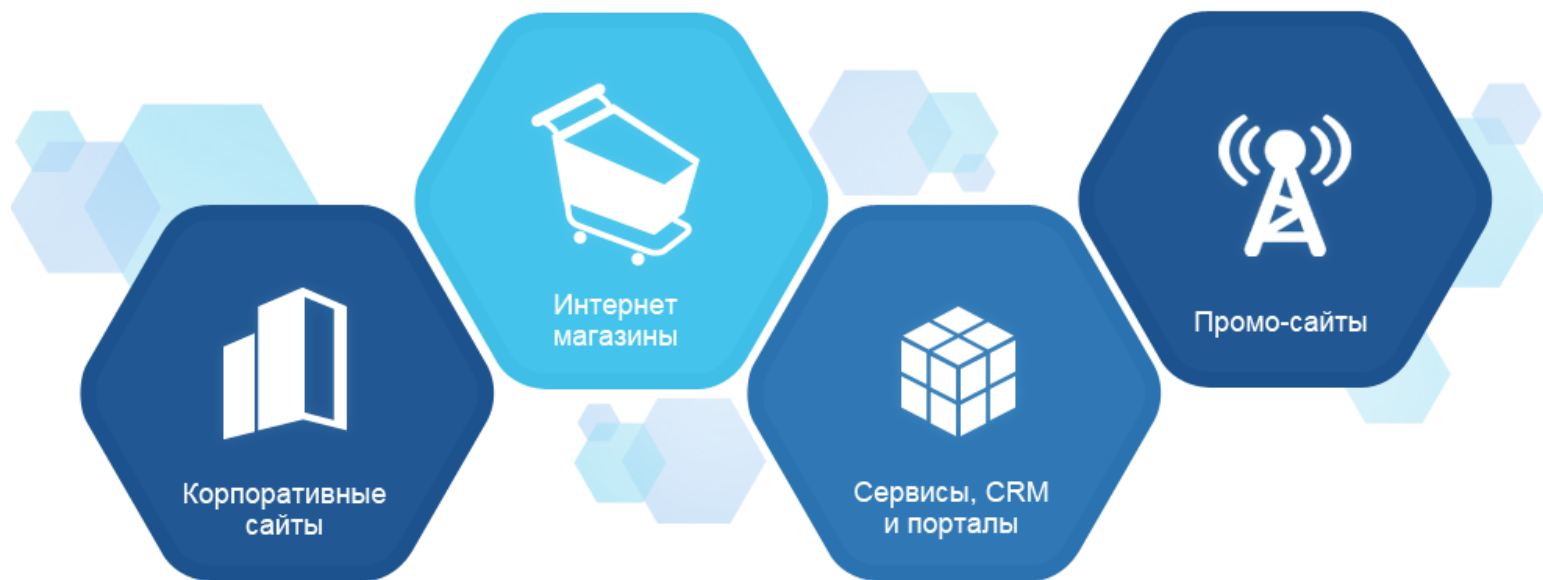 Корпоративные
сайты
Интернет
магазины
Сервисы, CRM
и порталы
Промо-сайты